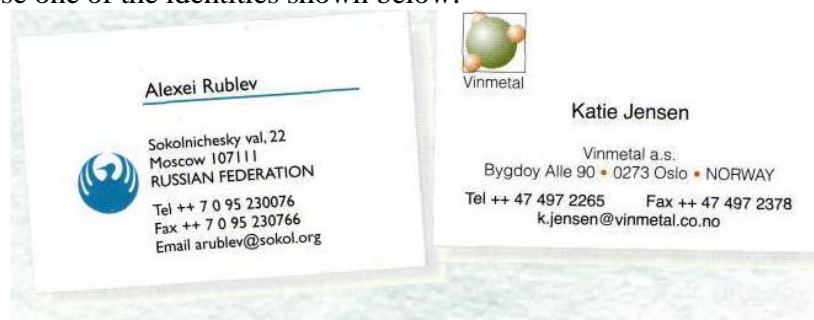 se one of the identities shown below.
Alexei Rublev
Sokolnichesky val, 22
Moscow 107111
RUSSIAN FEDERATION
Tel ++ 7 0 95 230076
Fax ++ 7 0 95 230766
Email arublev@sokol.org
Vinmetal
Katie Jensen
Vinmetal a.s.
Bygdoy Alle 90 • 0273 Oslo • NORWAY
Tel ++ 47 497 2265 Fax ++ 47 497 2378
k.jensen@vinmetal.co.no